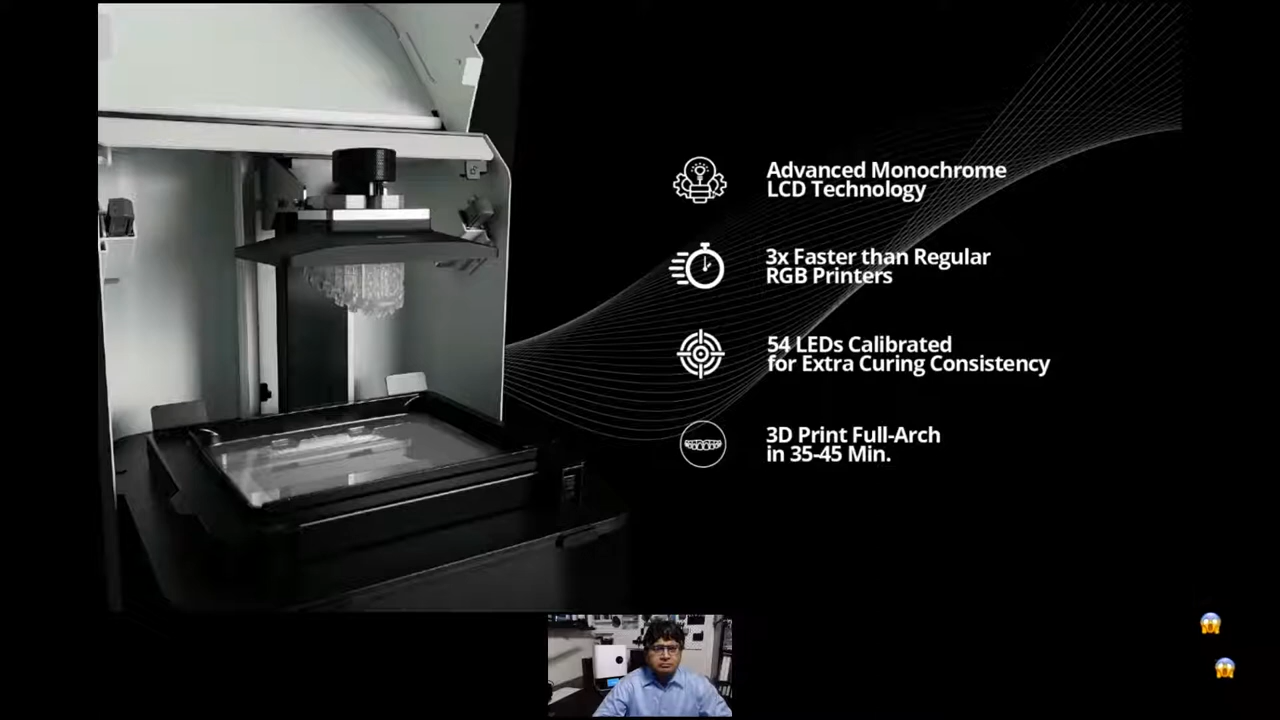 Advanced Monochrome
LCD Technology
3x Faster than Regular
RGB Printers
54 LEDs Calibrated
for Extra Curing Consistency
3D Print Full-Arch
in 35-45 Min.